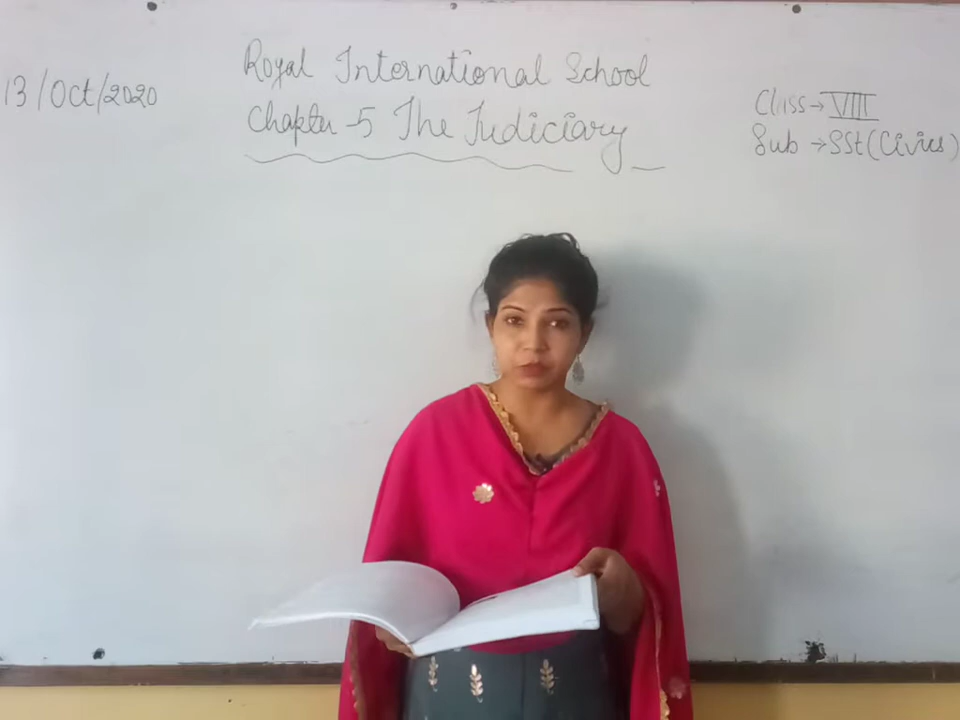 13/Oct/2020
Royal International School
Chapter-5 The Judiciary
Class→VIII
Sub →SSt(Civics)